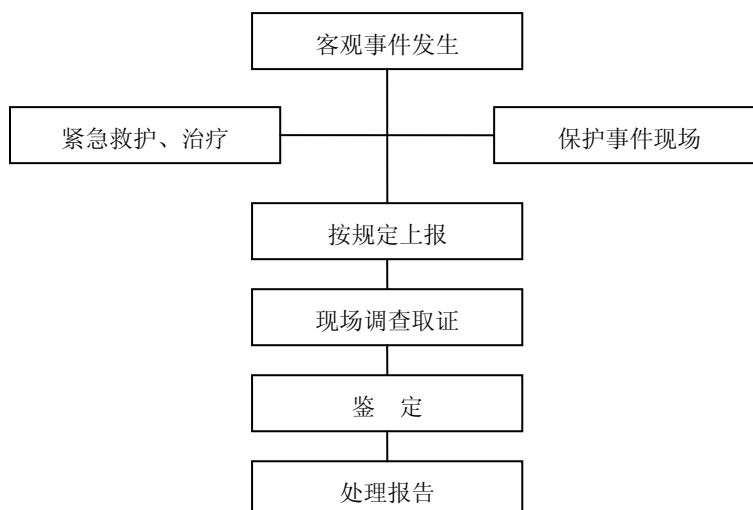 客观事件发生
紧急救护、治疗
保护事件现场
按规定上报
现场调查取证
鉴　定
处理报告